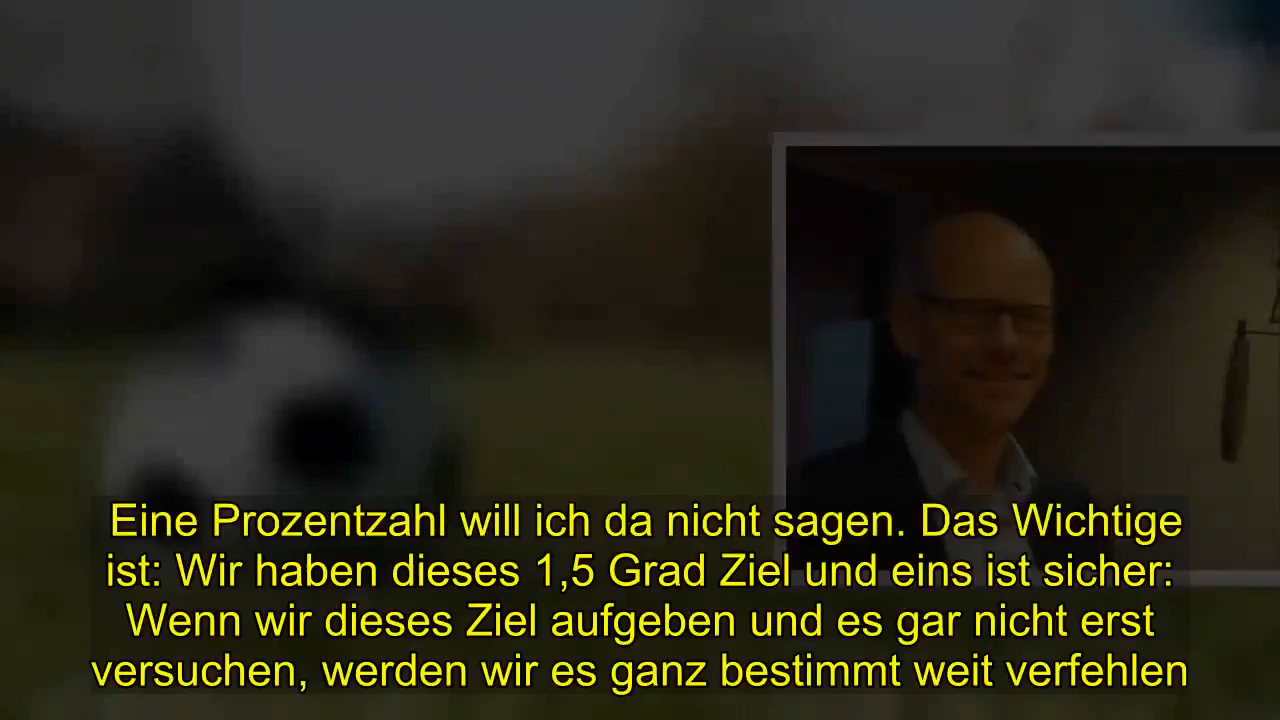 Eine Prozentzahl will ich da nicht sagen. Das Wichtige
ist: Wir haben dieses 1,5 Grad Ziel und eins ist sicher:
Wenn wir dieses Ziel aufgeben und es gar nicht erst
versuchen, werden wir es ganz bestimmt weit verfehlen